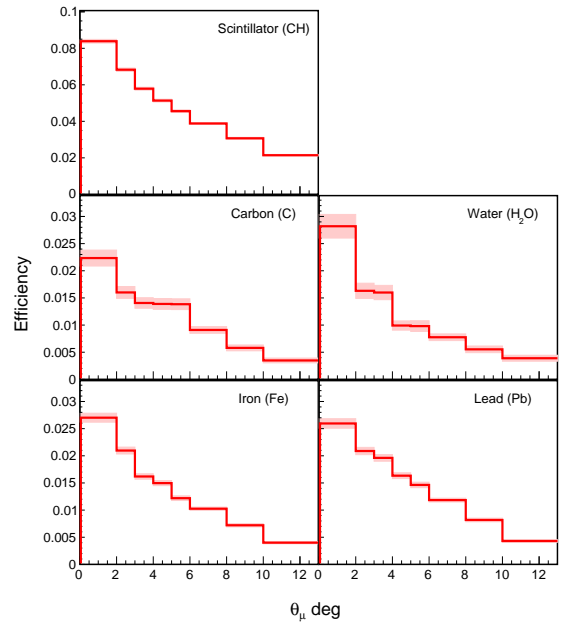 Scintillator (CH)
0.1
0.08
0.06
0.04
0.02
0
Carbon (C)
0.03
0.025
0.02
0.015
0.01
0.005
0
Water (H₂O)
Efficiency
Iron (Fe)
0.03
0.025
0.02
0.015
0.01
0.005
0
0 2 4 6 8 10 12
Lead (Pb)
0 2 4 6 8 10 12
θμ deg